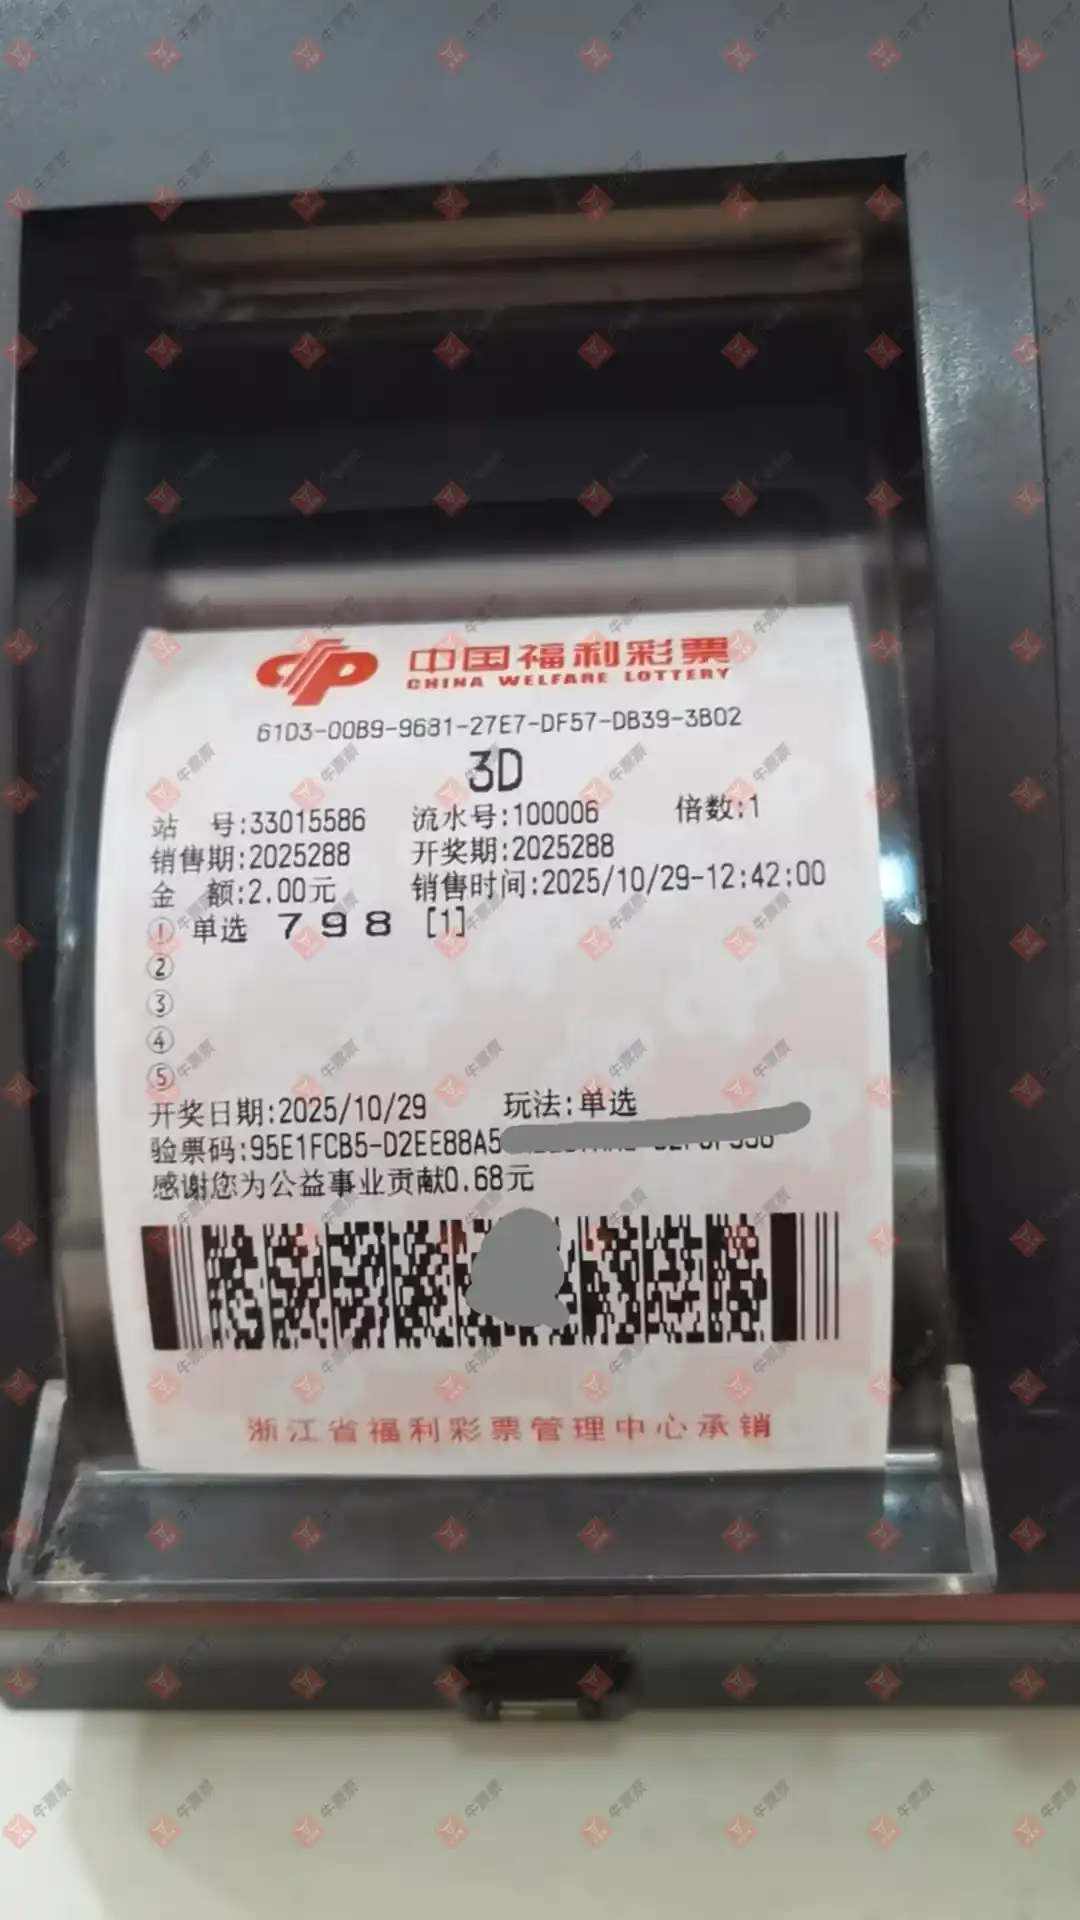 中国福利彩票
CHINA WELFARE LOTTERY
61D3-00B9-9681-27E7-DF57-DB39-3B02
3D
站 号:33015586 流水号:100006 倍数:1
销售期:2025288 开奖期:2025288
金 额:2.00元 销售时间:2025/10/29-12:42:00
① 单选 798 [1]
②
③
④
⑤
开奖日期:2025/10/29 玩法:单选
验票码:95E1FCB5-D2EE88A5
感谢您为公益事业贡献0.68元
浙江省福利彩票管理中心承销
牛票票